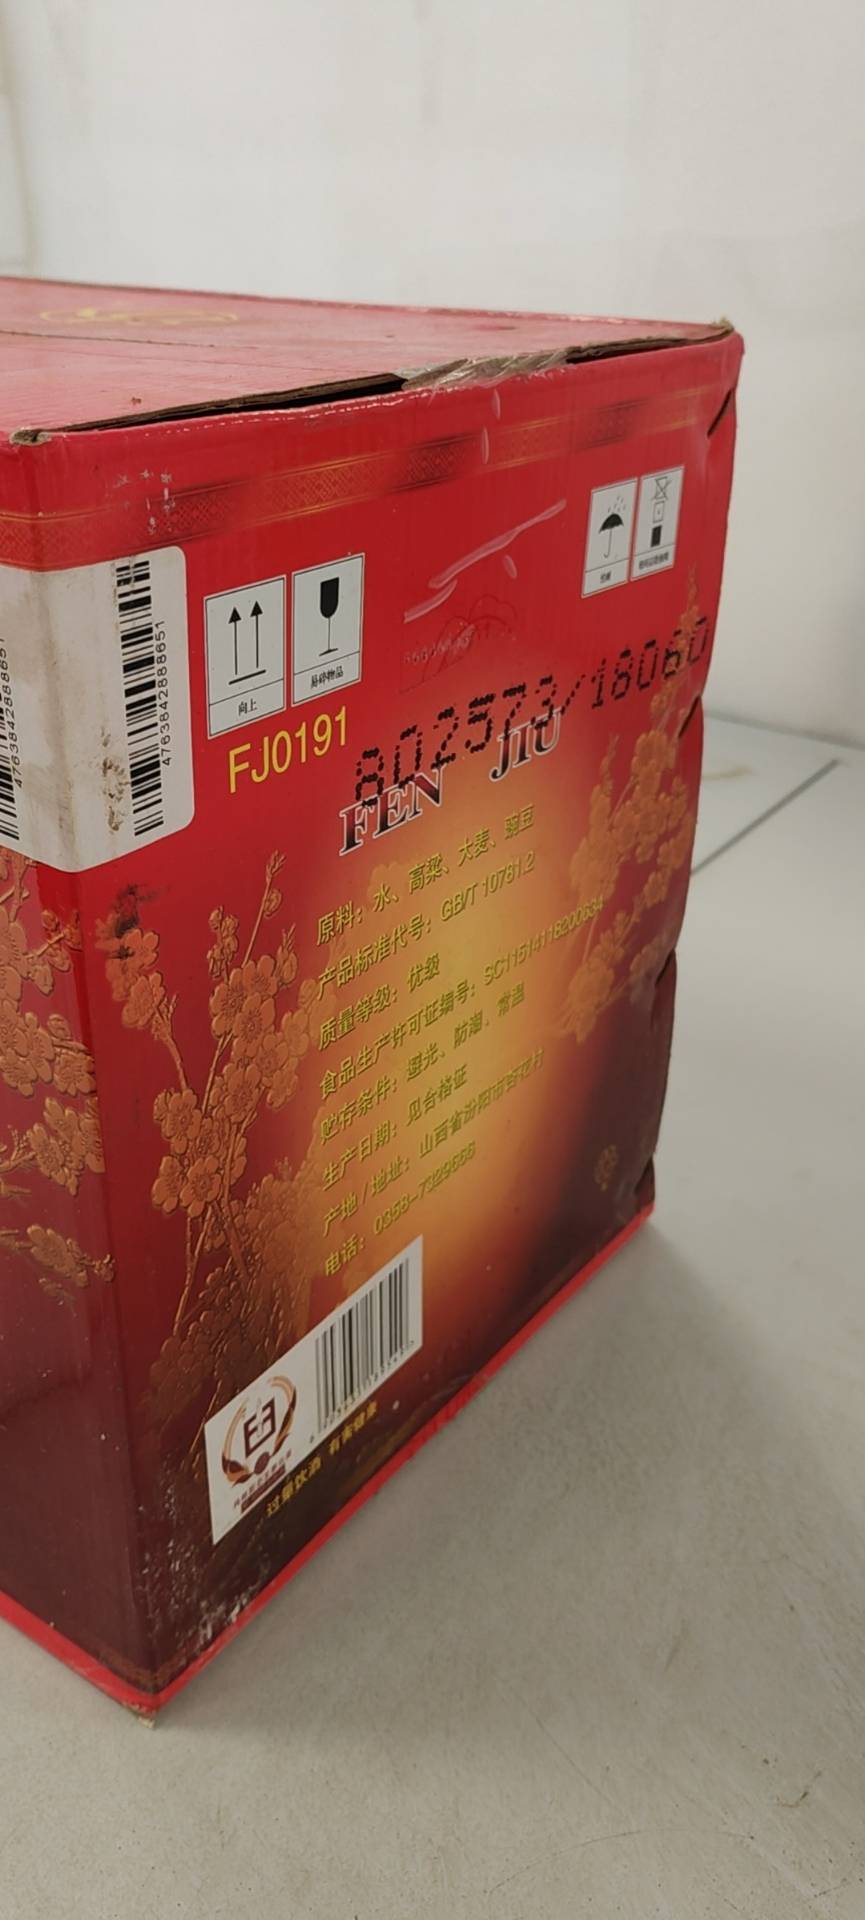 4763842888651
4763842888651
向上
易碎物品
FJ0191
802573/18060
FEN JIU
原料：水、高粱、大麦、豌豆
产品标准代号：GB/T 10781.2
质量等级：优级
食品生产许可证编号：SC11514118200634
贮存条件：避光、防潮、常温
生产日期：见合格证
产地/地址：山西省汾阳市杏花村
电话：0358-7329666
过量饮酒 有害健康